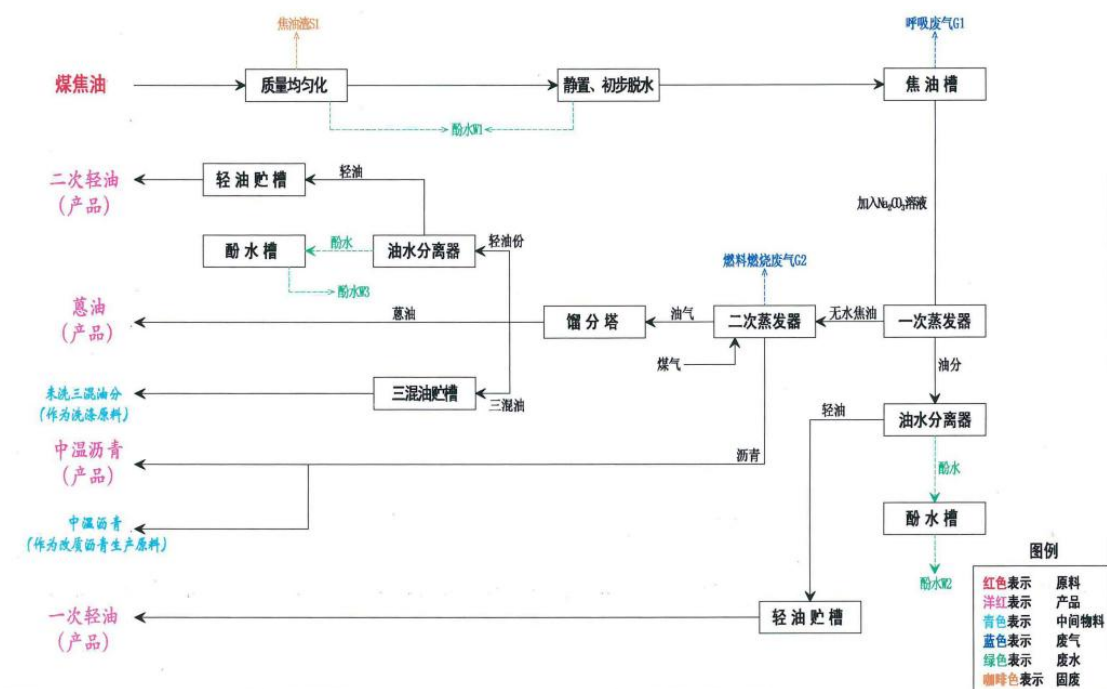 焦油渣S1
呼吸废气G1
煤焦油
质量均匀化
静置、初步脱水
焦油槽
酚水W1
二次轻油
(产品)
轻油贮槽
轻油
加入Na₂CO₃溶液
酚水槽
酚水
油水分离器
轻油份
酚水W3
燃料燃烧废气G2
蒽油
(产品)
蒽油
馏分塔
油气
二次蒸发器
无水焦油
一次蒸发器
煤气
油分
未洗三混油分
(作为洗涤原料)
三混油贮槽
三混油
轻油
油水分离器
中温沥青
(产品)
沥青
酚水
中温沥青
(作为改质沥青生产原料)
酚水槽
酚水W2
一次轻油
(产品)
轻油贮槽
图例
红色表示 原料
洋红表示 产品
青色表示 中间物料
蓝色表示 废气
绿色表示 废水
咖啡色表示 固废